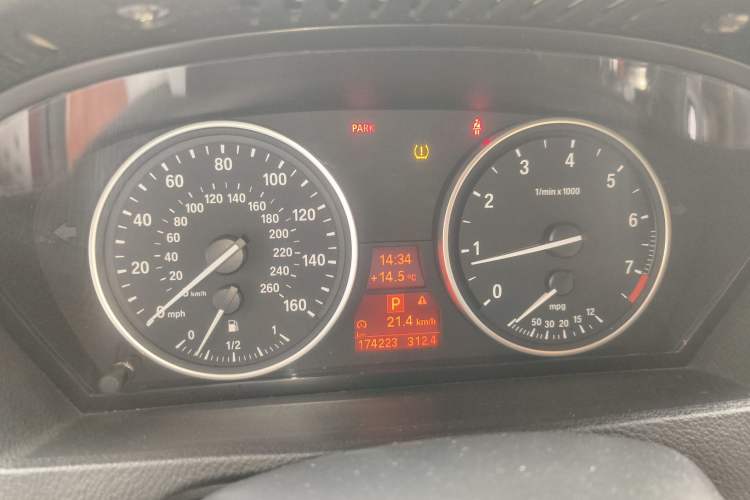 PARK
0 20 40 60 80 100 120 140 160
mph
20 40 60 80 100 120 140 160 180 200 220 240 260
km/h
0 1/2 1
14:34
+14.5 °C
P
21.4 km/h
km
174223 312.4
0 1 2 3 4 5 6 7
1/min x 1000
mpg
50 30 20 15 12